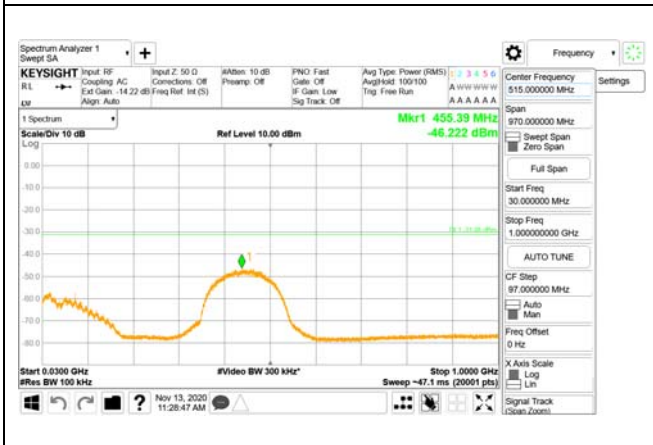 Spectrum Analyzer 1
Swept SA
+
Frequency
KEYSIGHT
Input: RF
Coupling: AC
Ext Gain: -14.22 dB
Align: Auto
Input Z: 50 Ω
Corrections: Off
Freq Ref: Int (S)
#Atten: 10 dB
Preamp: Off
PNO: Fast
Gate: Off
IF Gain: Low
Sig Track: Off
Avg Type: Power (RMS)
Avg|Hold: 100/100
Trig: Free Run
1 2 3 4 5 6
A W W W W W
A A A A A A
RL
1 Spectrum
Scale/Div 10 dB
Log
Ref Level 10.00 dBm
Mkr1 455.39 MHz
-46.222 dBm
0.00
-10.0
-20.0
-30.0
-40.0
-50.0
-60.0
-70.0
-80.0
1
Start 0.0300 GHz
#Res BW 100 kHz
#Video BW 300 kHz*
Stop 1.0000 GHz
Sweep ~47.1 ms (20001 pts)
Center Frequency
515.000000 MHz
Settings
Span
970.000000 MHz
Swept Span
Zero Span
Full Span
Start Freq
30.000000 MHz
Stop Freq
1.000000000 GHz
AUTO TUNE
CF Step
97.000000 MHz
Auto
Man
Freq Offset
0 Hz
X Axis Scale
Log
Lin
Signal Track
(Span Zoom)
?
Nov 13, 2020
11:28:47 AM